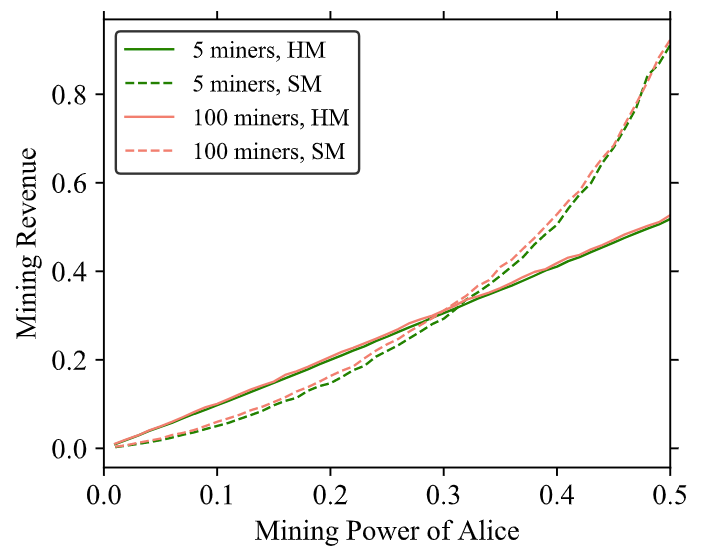 5 miners, HM
5 miners, SM
100 miners, HM
100 miners, SM
Mining Revenue
0.8
0.6
0.4
0.2
0.0
0.0 0.1 0.2 0.3 0.4 0.5
Mining Power of Alice